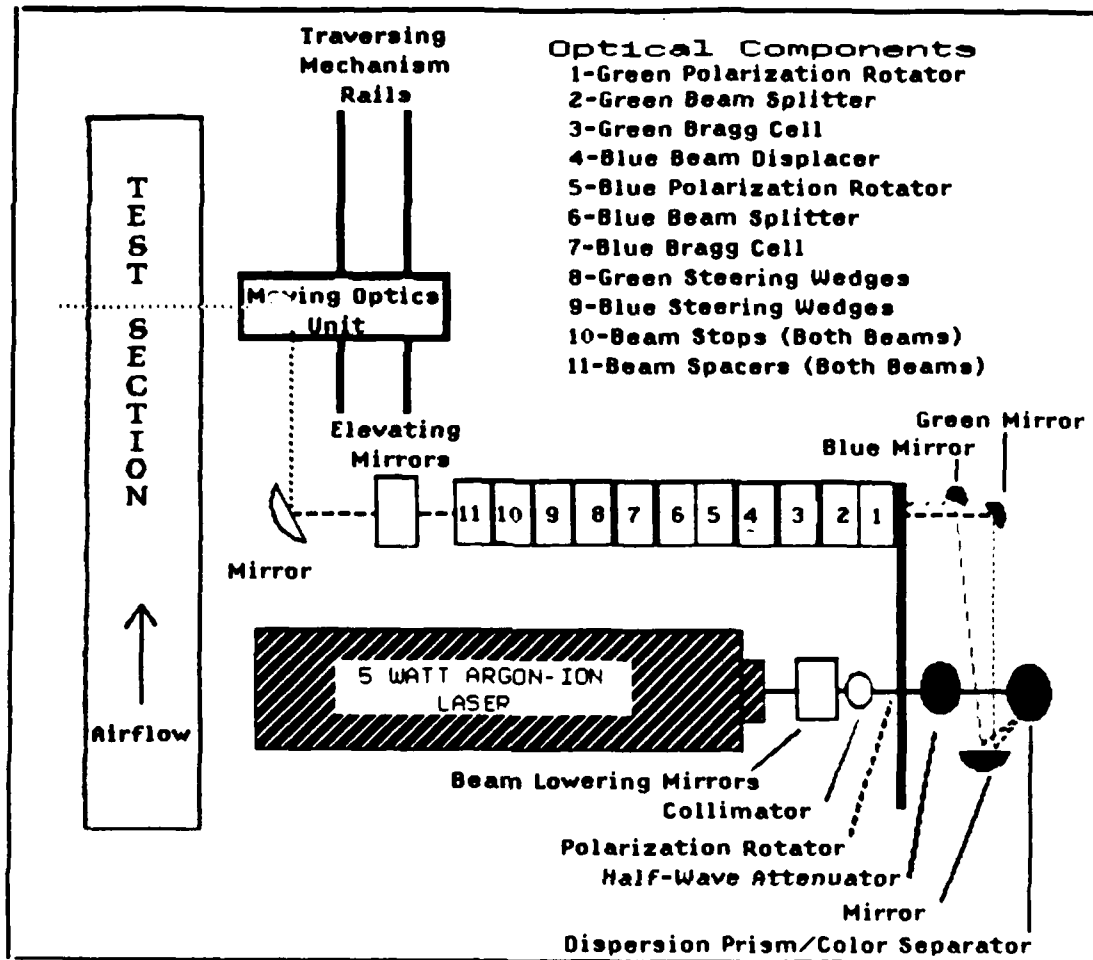 Traversing
Mechanism
Rails
Optical Components
1-Green Polarization Rotator
2-Green Beam Splitter
3-Green Bragg Cell
4-Blue Beam Displacer
5-Blue Polarization Rotator
6-Blue Beam Splitter
7-Blue Bragg Cell
8-Green Steering Wedges
9-Blue Steering Wedges
10-Beam Stops (Both Beams)
11-Beam Spacers (Both Beams)
TEST SECTION
Moving Optics
Unit
Elevating
Mirrors
Green Mirror
Blue Mirror
11 10 9 8 7 6 5 4 3 2 1
Mirror
5 WATT ARGON-ION
LASER
Airflow
Beam Lowering Mirrors
Collimator
Polarization Rotator
Half-Wave Attenuator
Mirror
Dispersion Prism/Color Separator